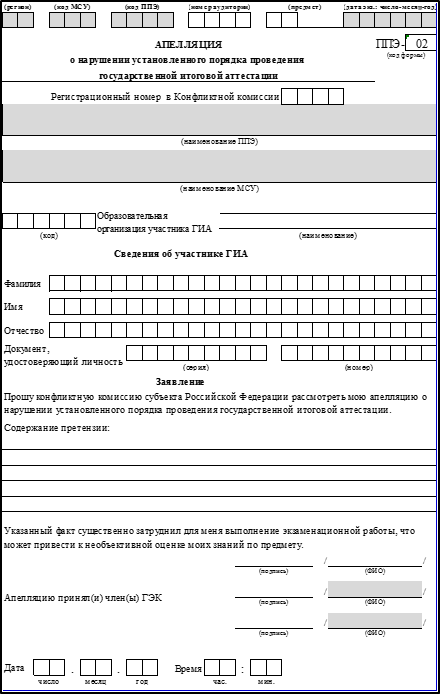 (регион) (код МСУ) (код ППЭ) (номер аудитории) (предмет) (дата экз.: число-месяц-год)
АПЕЛЛЯЦИЯ ППЭ- 02
(код формы)
о нарушении установленного порядка проведения
государственной итоговой аттестации
Регистрационный номер в Конфликтной комиссии
(наименование ППЭ)
(наименование МСУ)
Образовательная
организация участника ГИА
(код) (наименование)
Сведения об участнике ГИА
Фамилия
Имя
Отчество
Документ,
удостоверяющий личность
(серия) (номер)
Заявление
Прошу конфликтную комиссию субъекта Российской Федерации рассмотреть мою апелляцию о
нарушении установленного порядка проведения государственной итоговой аттестации.
Содержание претензии:
Указанный факт существенно затруднил для меня выполнение экзаменационной работы, что
может привести к необъективной оценке моих знаний по предмету.
/ /
(подпись) (ФИО)
Апелляцию принял(и) член(ы) ГЭК / /
(подпись) (ФИО)
/ /
(подпись) (ФИО)
Дата . . Время :
число месяц год час. мин.